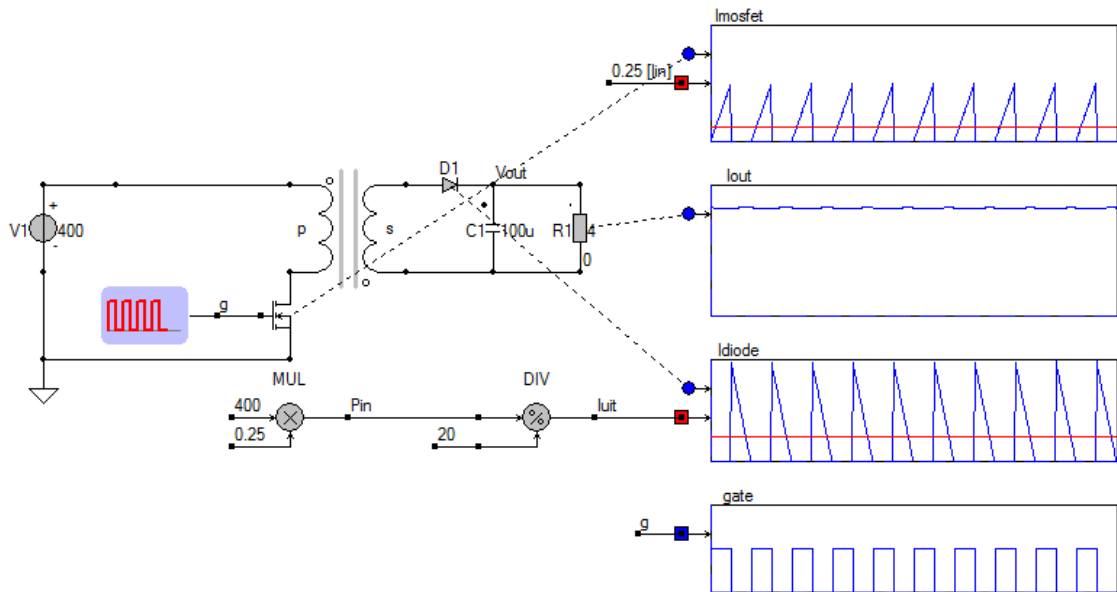 Imosfet
0.25
Iout
D1
Vout
+
V1
400
-
p
s
C1
100u
R1
4
0
g
Idiode
MUL
DIV
400
Pin
Iuit
0.25
20
gate
g